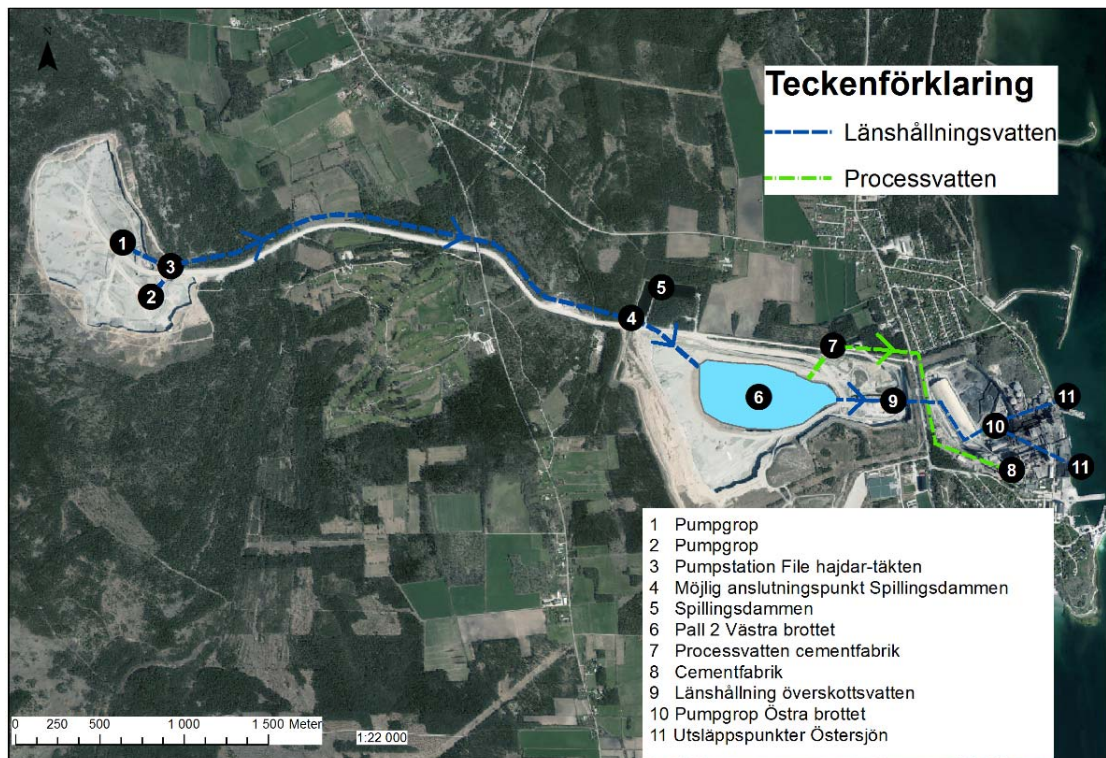 N
Teckenförklaring
Länshållningsvatten
Processvatten
1
2
3
4
5
6
7
8
9
10
11
11
1 Pumpgrop
2 Pumpgrop
3 Pumpstation File hajdar-täkten
4 Möjlig anslutningspunkt Spillingsdammen
5 Spillingsdammen
6 Pall 2 Västra brottet
7 Processvatten cementfabrik
8 Cementfabrik
9 Länshållning överskottsvatten
10 Pumpgrop Östra brottet
11 Utsläppspunkter Östersjön
0 250 500 1 000 1 500 Meter
1:22 000